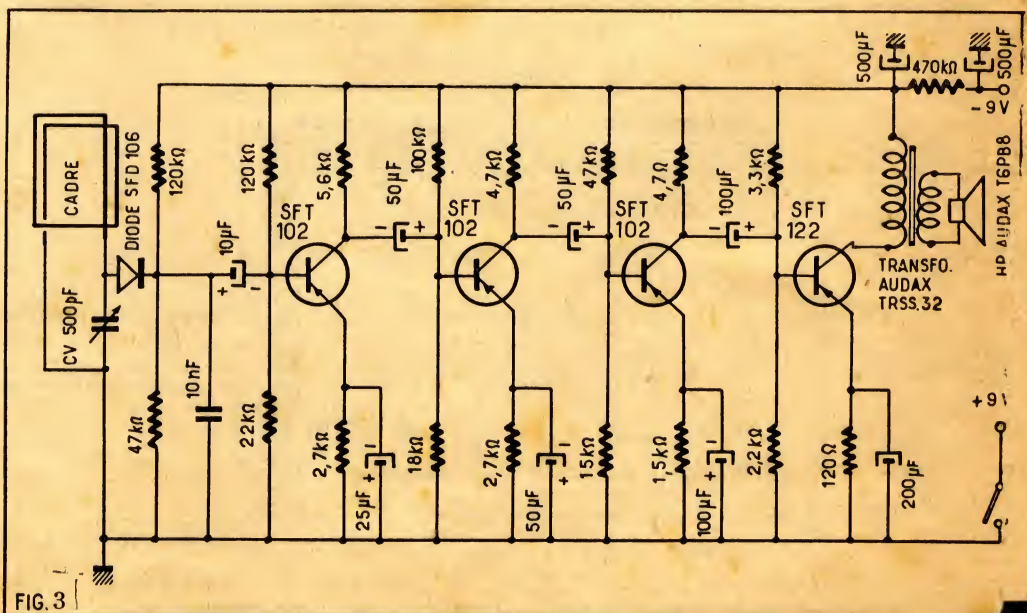 CADRE
CV 500pF
DIODE SFD 106
120kΩ
47kΩ
10nF
10µF
+
-
120kΩ
22kΩ
5,6kΩ
SFT
102
2,7kΩ
25µF
+
-
50µF
-
+
100kΩ
18kΩ
4,7kΩ
SFT
102
2,7kΩ
50µF
+
-
50µF
-
+
47kΩ
15kΩ
4,7Ω
SFT
102
1,5kΩ
100µF
+
-
100µF
-
+
3,3kΩ
2,2kΩ
SFT
122
120Ω
200µF
500µF
470kΩ
500µF
-9V
TRANSFO.
AUDAX
TRSS.32
HP AUDAX T6PB8
+9
FIG. 3